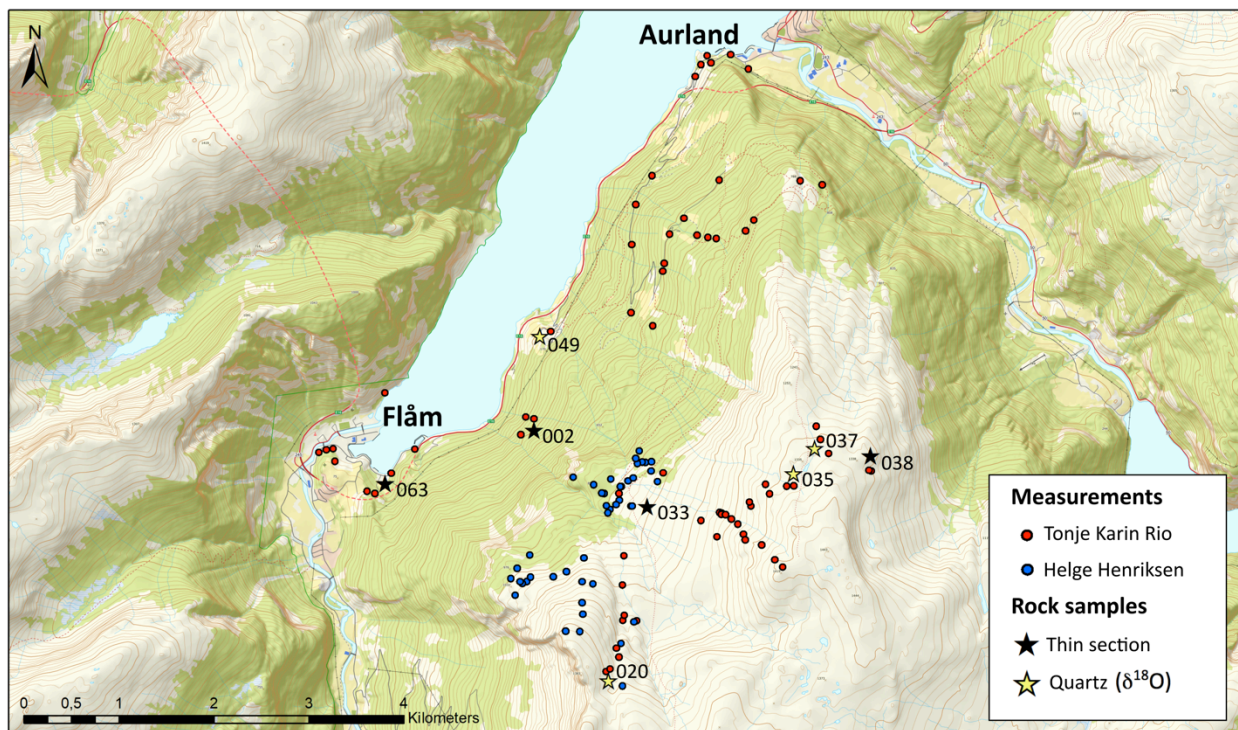 N
Aurland
049
Flåm
002
037
038
035
063
033
020
Measurements
Tonje Karin Rio
Helge Henriksen
Rock samples
Thin section
Quartz (δ¹⁸O)
0 0,5 1 2 3 4
Kilometers